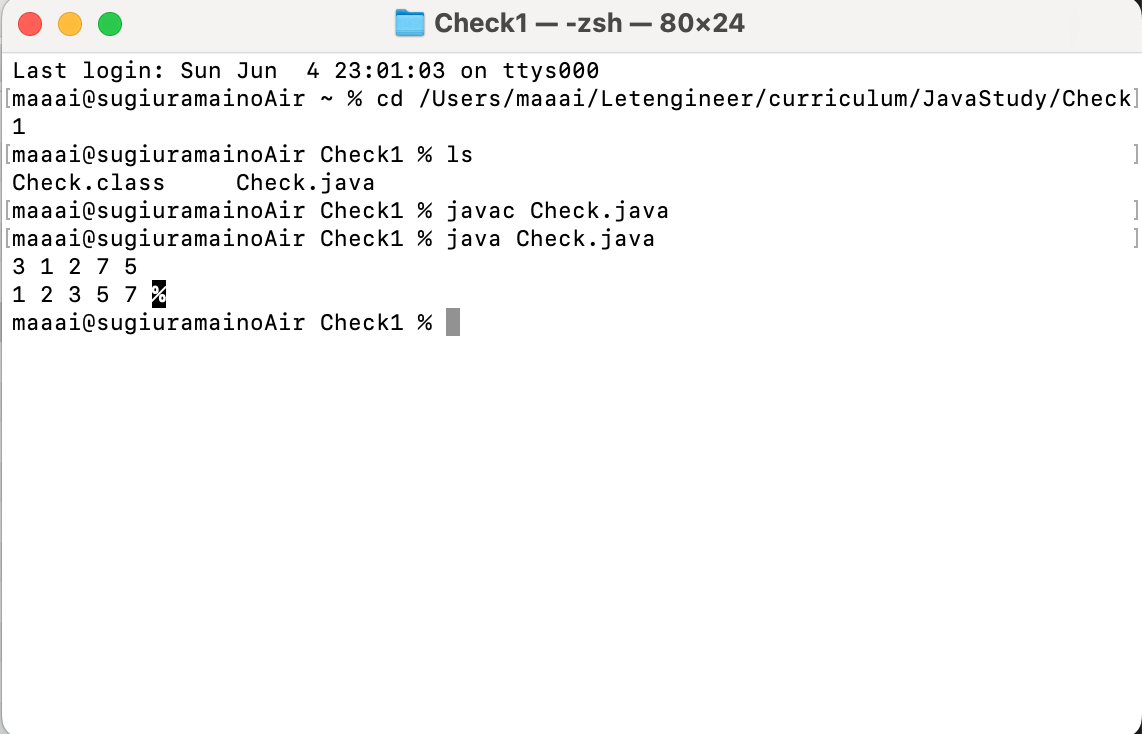 Check1 — -zsh — 80×24
Last login: Sun Jun  4 23:01:03 on ttys000
[maaai@sugiuramainoAir ~ % cd /Users/maaai/Letengineer/curriculum/JavaStudy/Check]
1
[maaai@sugiuramainoAir Check1 % ls ]
Check.class     Check.java
[maaai@sugiuramainoAir Check1 % javac Check.java ]
[maaai@sugiuramainoAir Check1 % java Check.java ]
3 1 2 7 5
1 2 3 5 7 %
maaai@sugiuramainoAir Check1 %